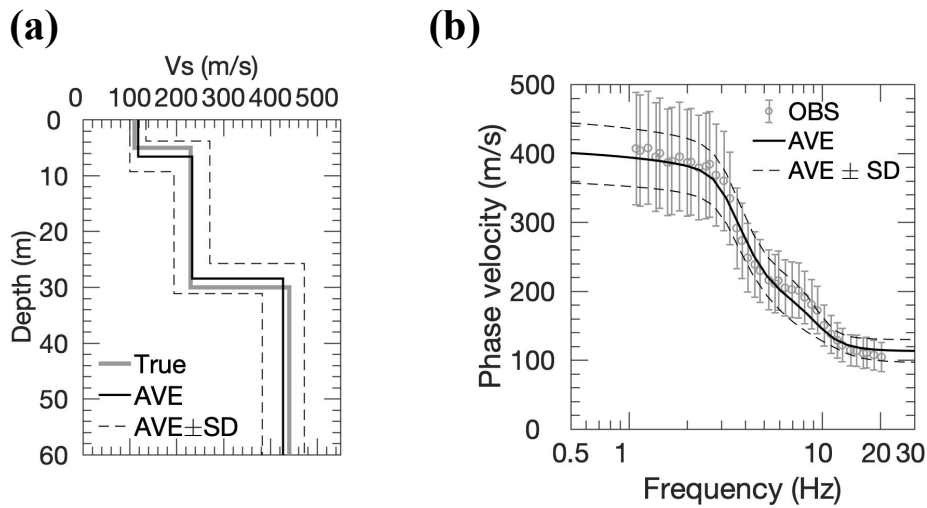 (a)
Vs (m/s)
0 100 200 300 400 500
0
10
20
30
40
50
60
Depth (m)
True
AVE
AVE±SD
(b)
500
400
300
200
100
0
Phase velocity (m/s)
OBS
AVE
AVE ± SD
0.5 1 10 20 30
Frequency (Hz)